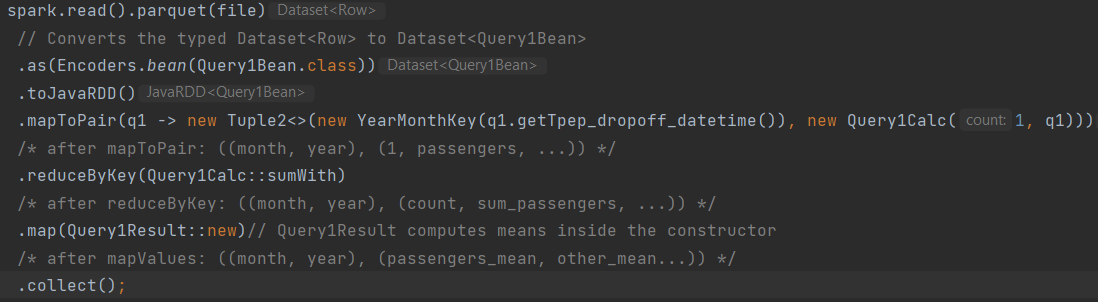 spark.read().parquet(file) Dataset<Row>
// Converts the typed Dataset<Row> to Dataset<Query1Bean>
.as(Encoders.bean(Query1Bean.class)) Dataset<Query1Bean>
.toJavaRDD() JavaRDD<Query1Bean>
.mapToPair(q1 -> new Tuple2<>(new YearMonthKey(q1.getTpep_dropoff_datetime()), new Query1Calc( count: 1, q1)))
/* after mapToPair: ((month, year), (1, passengers, ...)) */
.reduceByKey(Query1Calc::sumWith)
/* after reduceByKey: ((month, year), (count, sum_passengers, ...)) */
.map(Query1Result::new)// Query1Result computes means inside the constructor
/* after mapValues: ((month, year), (passengers_mean, other_mean...)) */
.collect();